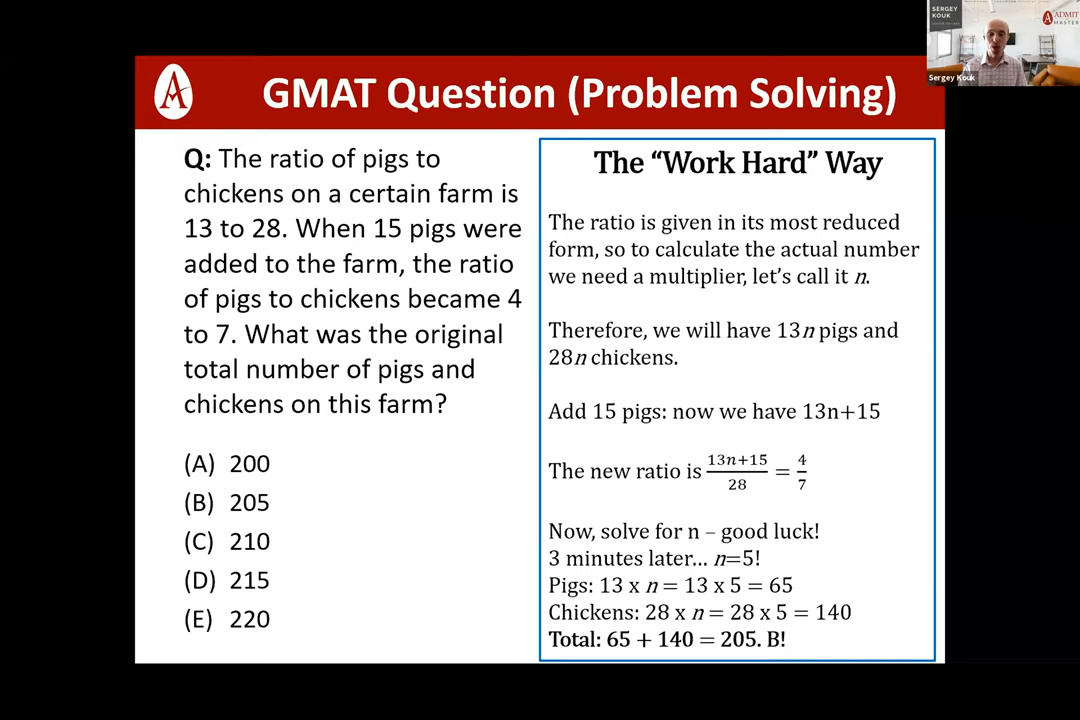 SERGEY
KOUK
ADMIT
MASTER
Sergey Kouk
GMAT Question (Problem Solving)
Q: The ratio of pigs to
chickens on a certain farm is
13 to 28. When 15 pigs were
added to the farm, the ratio
of pigs to chickens became 4
to 7. What was the original
total number of pigs and
chickens on this farm?
(A) 200
(B) 205
(C) 210
(D) 215
(E) 220
The “Work Hard” Way
The ratio is given in its most reduced
form, so to calculate the actual number
we need a multiplier, let’s call it n.
Therefore, we will have 13n pigs and
28n chickens.
Add 15 pigs: now we have 13n+15
The new ratio is 13n+15/28 = 4/7
Now, solve for n – good luck!
3 minutes later... n=5!
Pigs: 13 x n = 13 x 5 = 65
Chickens: 28 x n = 28 x 5 = 140
Total: 65 + 140 = 205. B!